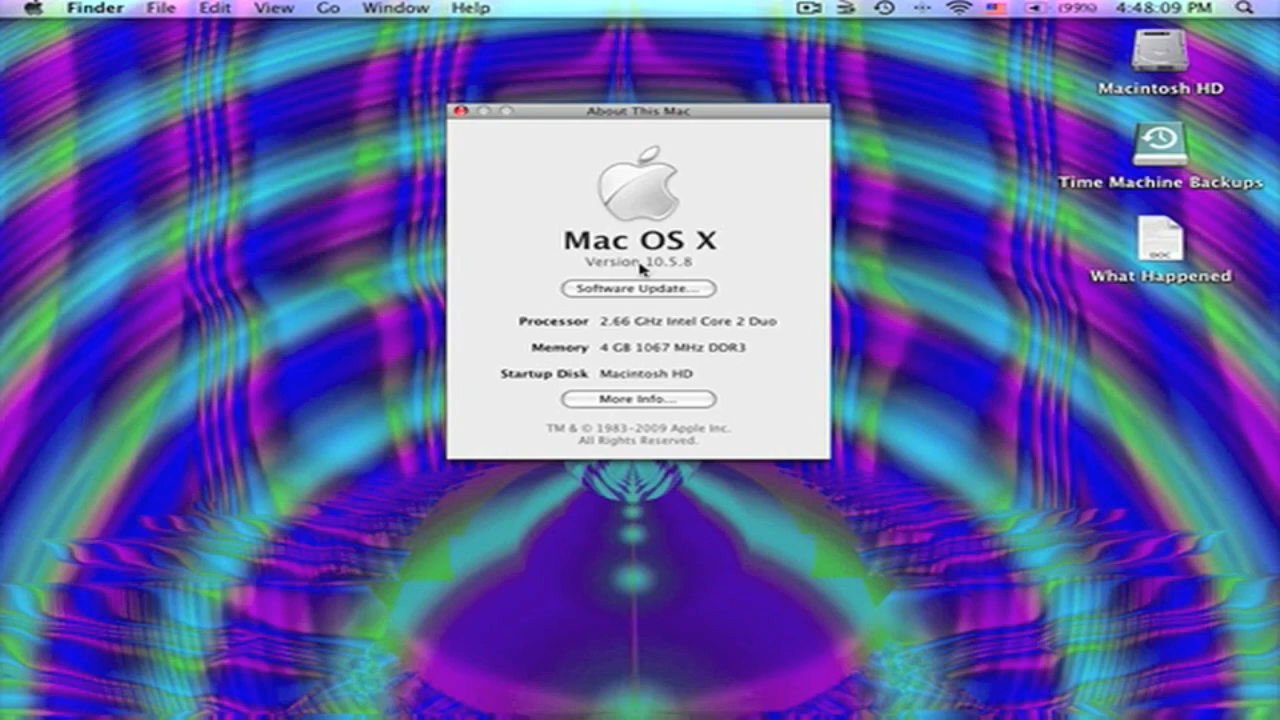 Finder File Edit View Go Window Help (99%) 4:48:09 PM
Macintosh HD
Time Machine Backups
DOC
What Happened
About This Mac
Mac OS X
Version 10.5.8
Software Update...
Processor 2.66 GHz Intel Core 2 Duo
Memory 4 GB 1067 MHz DDR3
Startup Disk Macintosh HD
More Info...
TM & © 1983-2009 Apple Inc.
All Rights Reserved.